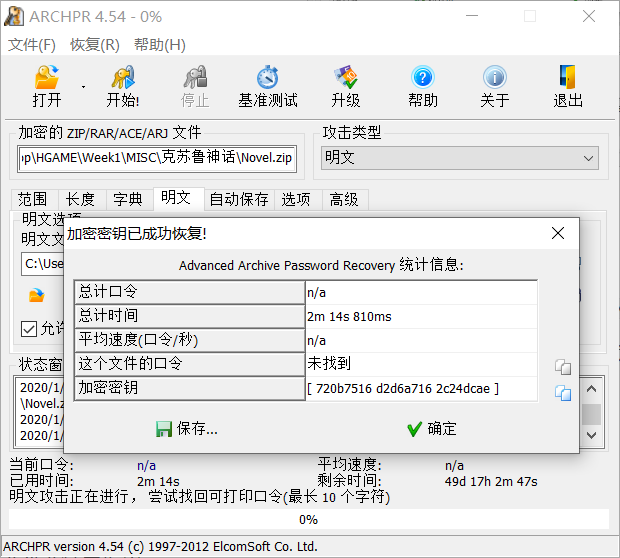 ARCHPR 4.54 - 0%
文件(F) 恢复(R) 帮助(H)
打开 开始! 停止 基准测试 升级 帮助 关于 退出
加密的 ZIP/RAR/ACE/ARJ 文件 攻击类型
\HGAME\Week1\MISC\克苏鲁神话\Novel.zip 明文
范围 长度 字典 明文 自动保存 选项 高级
明文选项
明文文
C:\Use
允许
加密密钥已成功恢复!
Advanced Archive Password Recovery 统计信息:
总计口令 n/a
总计时间 2m 14s 810ms
平均速度(口令/秒) n/a
这个文件的口令 未找到
加密密钥 [ 720b7516 d2d6a716 2c24dcae ]
保存... 确定
状态窗
2020/1/
\Novel.z
2020/1/
2020/1/
当前口令: n/a 平均速度: n/a
已用时间: 2m 14s 剩余时间: 49d 17h 2m 47s
明文攻击正在进行，尝试找回可打印口令(最长 10 个字符)
0%
ARCHPR version 4.54 (c) 1997-2012 ElcomSoft Co. Ltd.